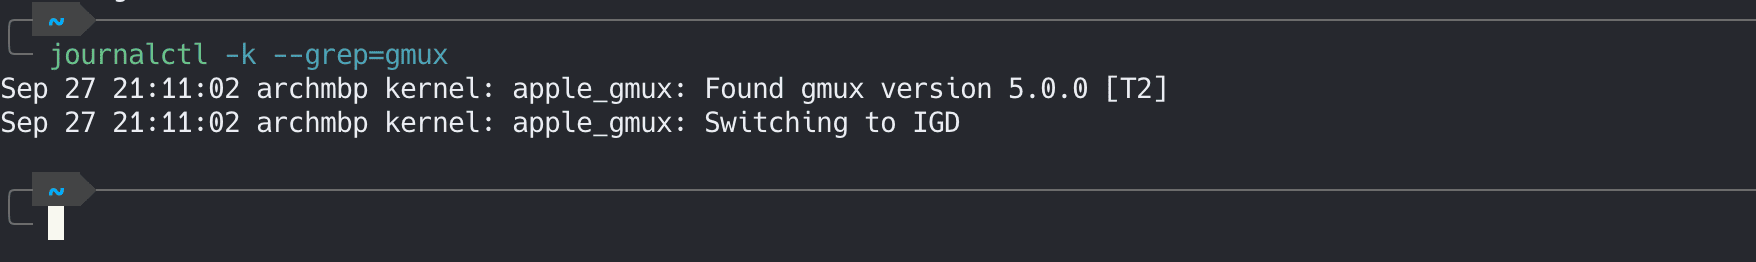 ~
journalctl -k --grep=gmux
Sep 27 21:11:02 archmbp kernel: apple_gmux: Found gmux version 5.0.0 [T2]
Sep 27 21:11:02 archmbp kernel: apple_gmux: Switching to IGD
~